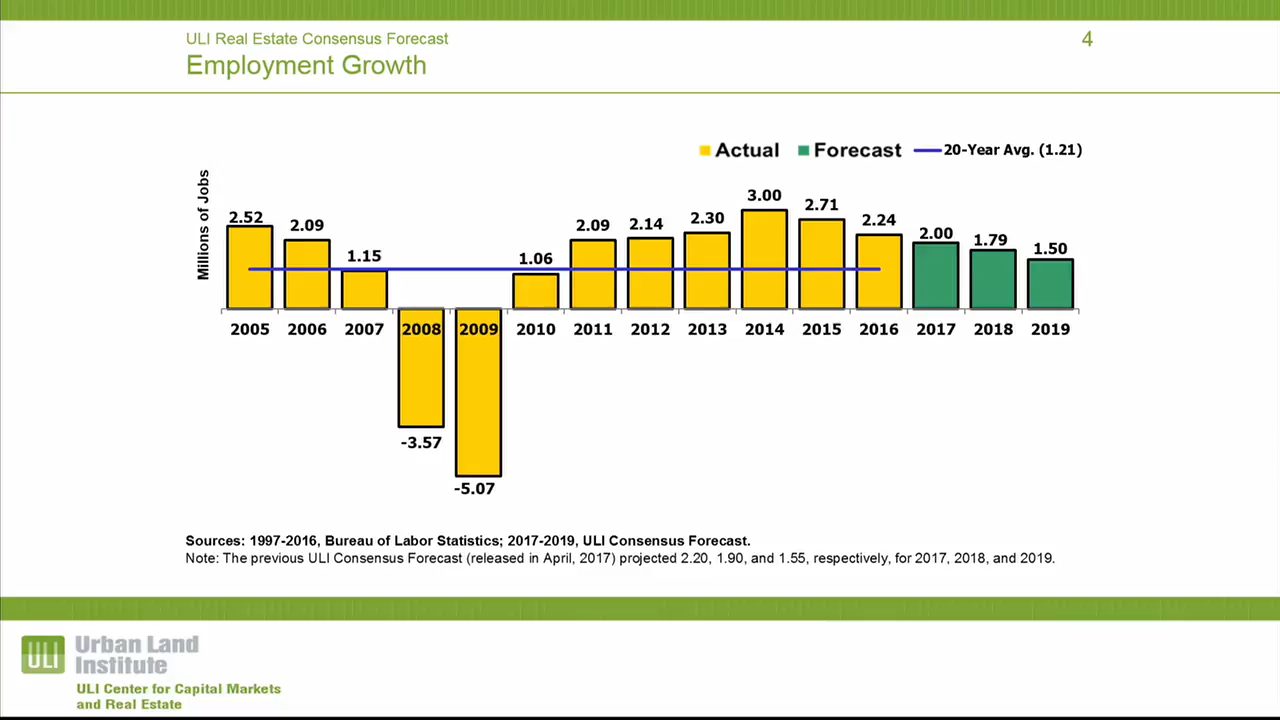 ULI Real Estate Consensus Forecast
4
Employment Growth
Actual Forecast 20-Year Avg. (1.21)
Millions of Jobs
2.52 2.09 1.15 1.06 2.09 2.14 2.30 3.00 2.71 2.24 2.00 1.79 1.50
2005 2006 2007 2008 2009 2010 2011 2012 2013 2014 2015 2016 2017 2018 2019
-3.57
-5.07
Sources: 1997-2016, Bureau of Labor Statistics; 2017-2019, ULI Consensus Forecast.
Note: The previous ULI Consensus Forecast (released in April, 2017) projected 2.20, 1.90, and 1.55, respectively, for 2017, 2018, and 2019.
ULI
Urban Land
Institute
ULI Center for Capital Markets
and Real Estate